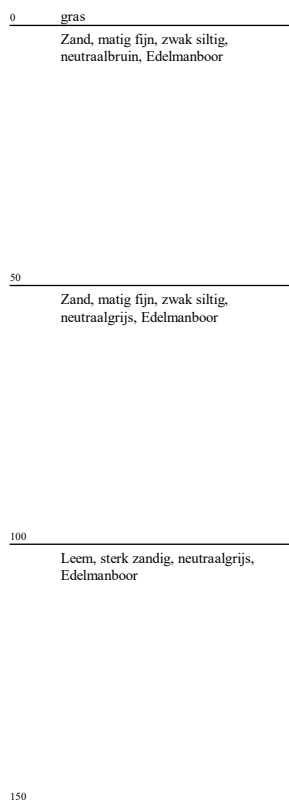 0 gras
Zand, matig fijn, zwak siltig,
neutraalbruin, Edelmanboor
50
Zand, matig fijn, zwak siltig,
neutraalgrijs, Edelmanboor
100
Leem, sterk zandig, neutraalgrijs,
Edelmanboor
150